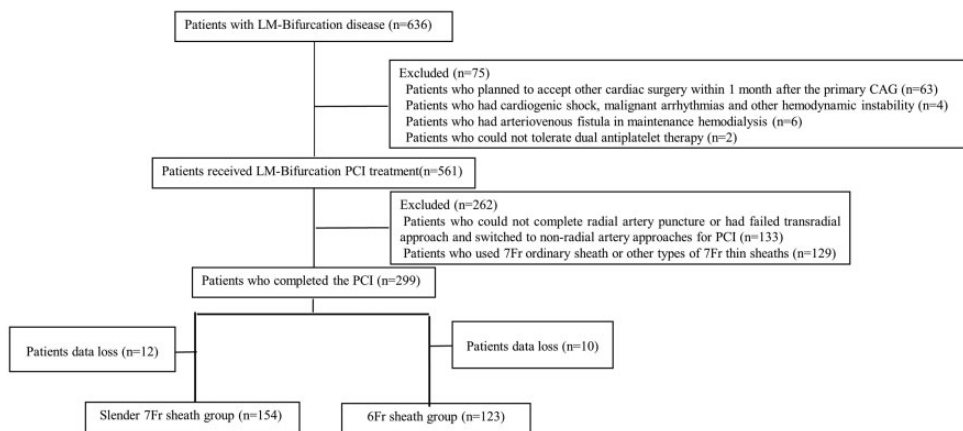 Patients with LM-Bifurcation disease (n=636)
Excluded (n=75)
Patients who planned to accept other cardiac surgery within 1 month after the primary CAG (n=63)
Patients who had cardiogenic shock, malignant arrhythmias and other hemodynamic instability (n=4)
Patients who had arteriovenous fistula in maintenance hemodialysis (n=6)
Patients who could not tolerate dual antiplatelet therapy (n=2)
Patients received LM-Bifurcation PCI treatment(n=561)
Excluded (n=262)
Patients who could not complete radial artery puncture or had failed transradial
approach and switched to non-radial artery approaches for PCI (n=133)
Patients who used 7Fr ordinary sheath or other types of 7Fr thin sheaths (n=129)
Patients who completed the PCI (n=299)
Patients data loss (n=12)
Patients data loss (n=10)
Slender 7Fr sheath group (n=154)
6Fr sheath group (n=123)